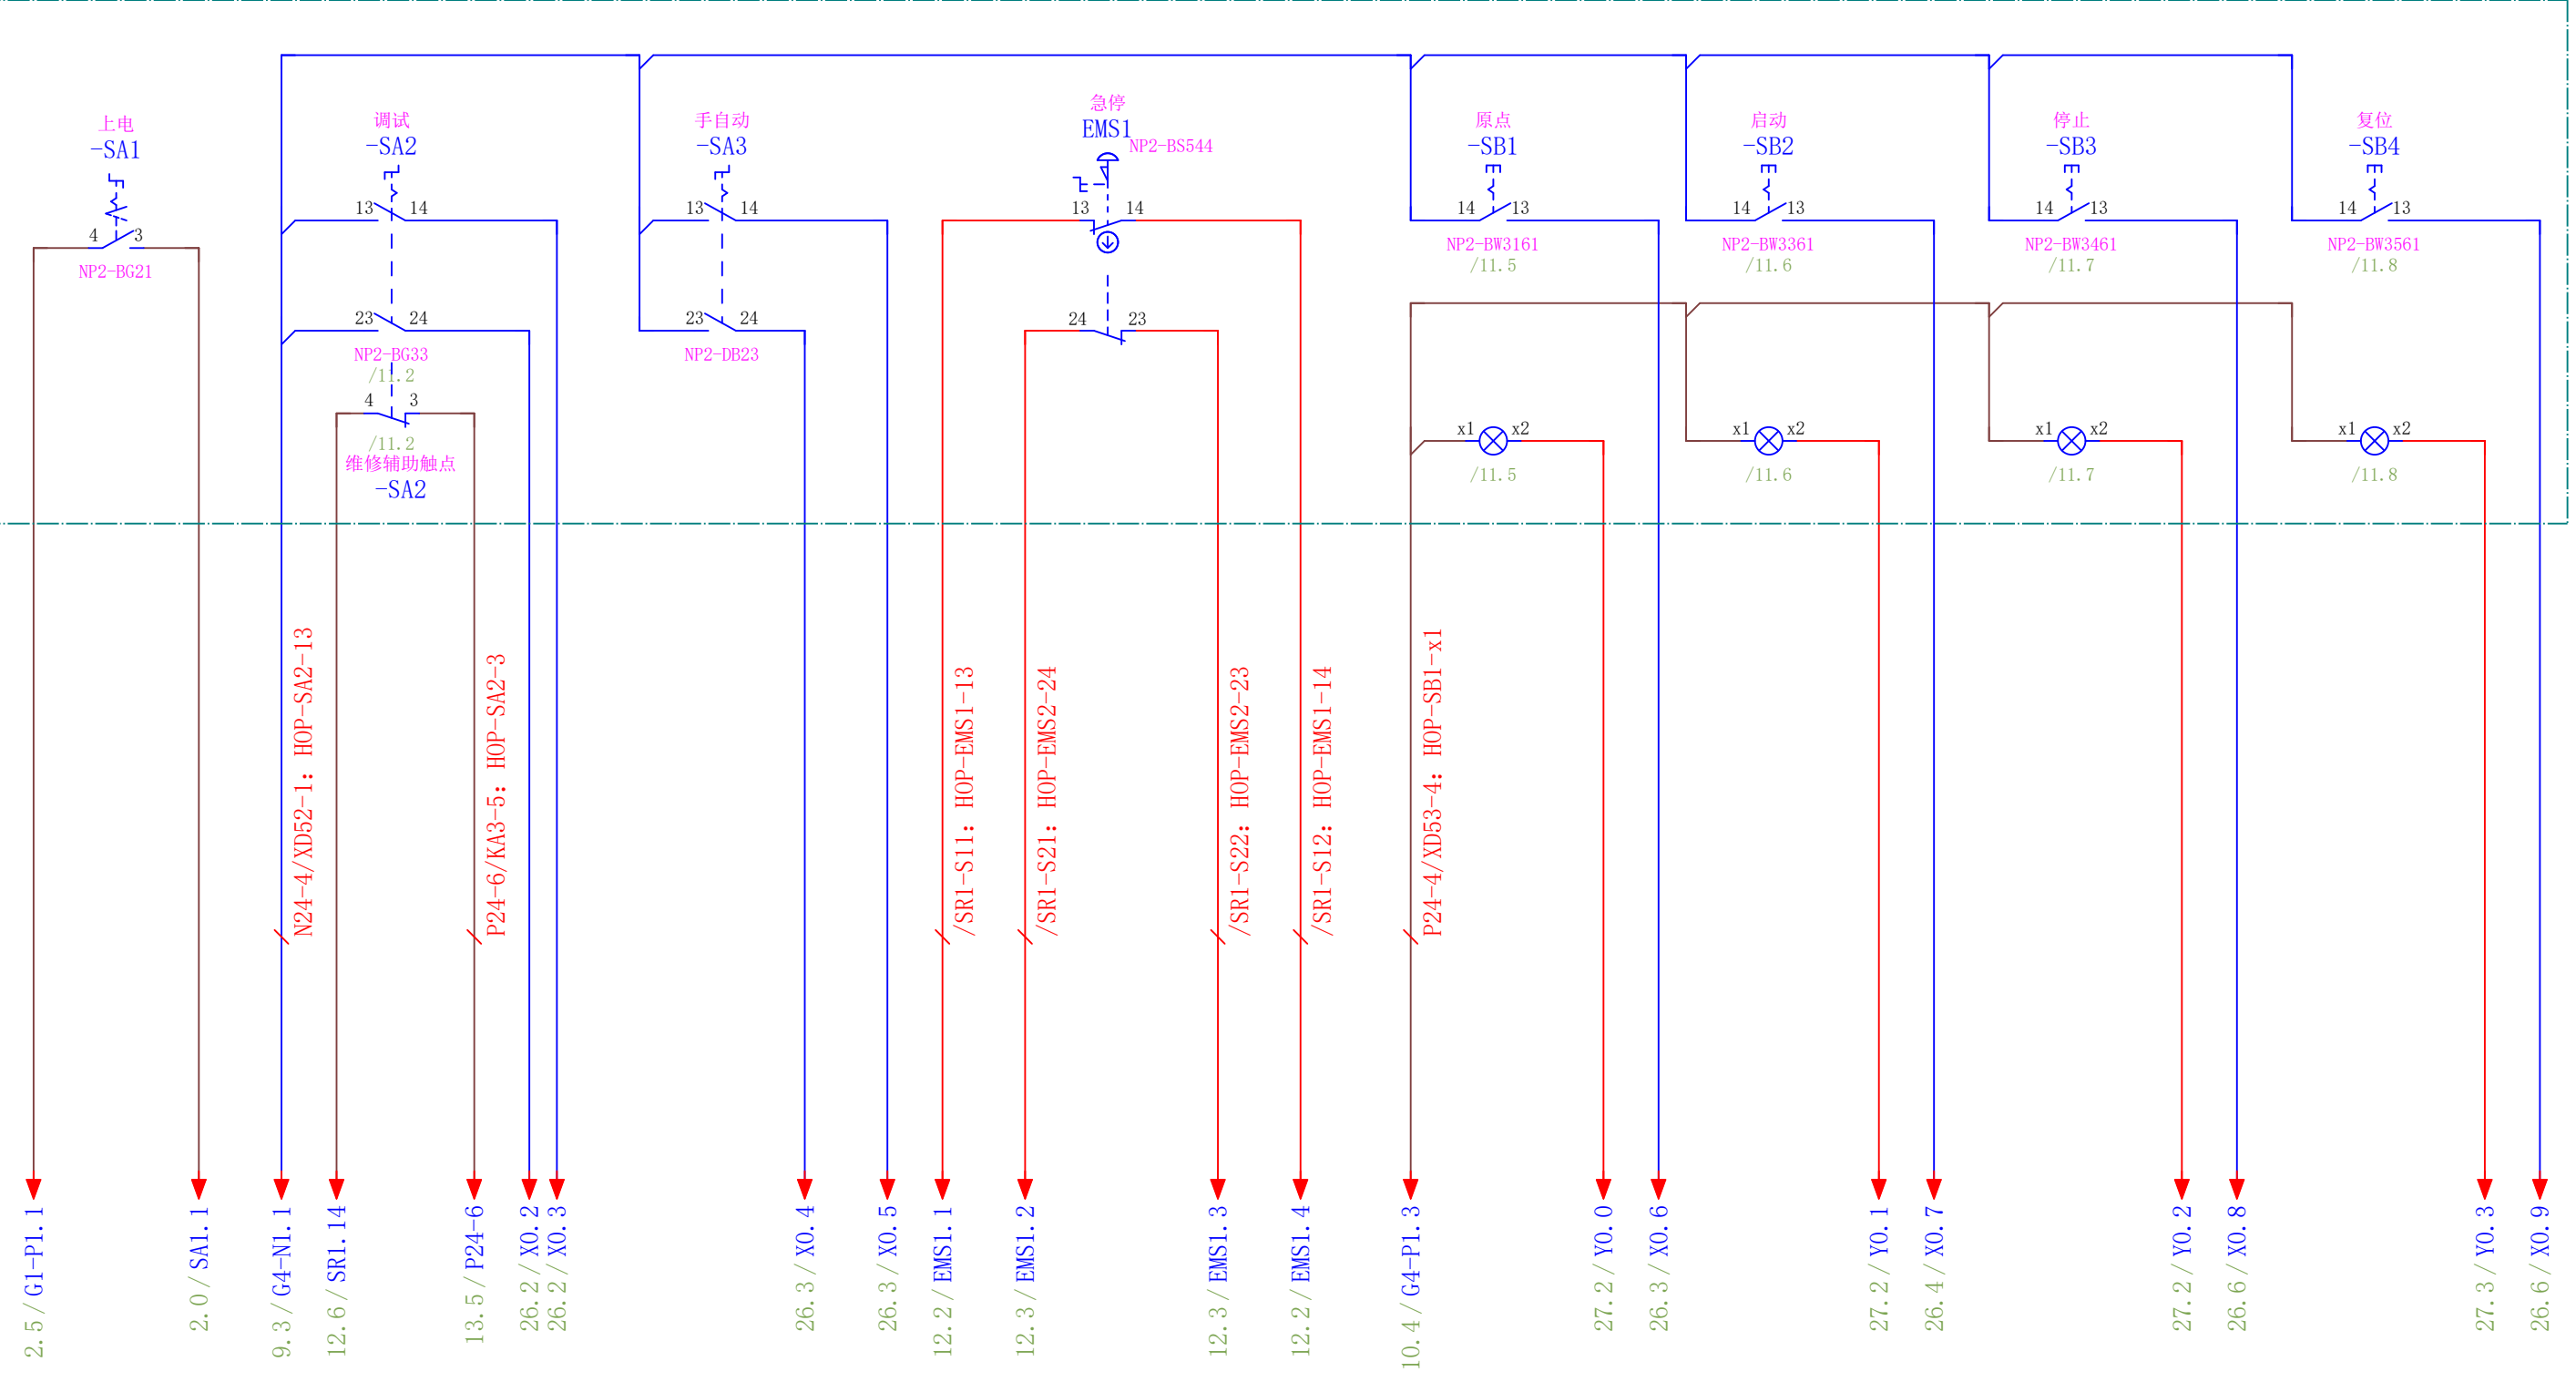 上电
-SA1
4 3
NP2-BG21
调试
-SA2
13 14
23 24
NP2-BG33
/11.2
4 3
/11.2
维修辅助触点
-SA2
手自动
-SA3
13 14
23 24
NP2-DB23
急停
EMS1
NP2-BS544
13 14
24 23
原点
-SB1
14 13
NP2-BW3161
/11.5
x1 x2
/11.5
启动
-SB2
14 13
NP2-BW3361
/11.6
x1 x2
/11.6
停止
-SB3
14 13
NP2-BW3461
/11.7
x1 x2
/11.7
复位
-SB4
14 13
NP2-BW3561
/11.8
x1 x2
/11.8
N24-4/XD52-1: HOP-SA2-13
P24-6/KA3-5: HOP-SA2-3
/SR1-S11: HOP-EMS1-13
/SR1-S21: HOP-EMS2-24
/SR1-S22: HOP-EMS2-23
/SR1-S12: HOP-EMS1-14
P24-4/XD53-4: HOP-SB1-x1
2.5 / G1-P1.1
2.0 / SA1.1
9.3 / G4-N1.1
12.6 / SR1.14
13.5 / P24-6
26.2 / X0.2
26.2 / X0.3
26.3 / X0.4
26.3 / X0.5
12.2 / EMS1.1
12.3 / EMS1.2
12.3 / EMS1.3
12.2 / EMS1.4
10.4 / G4-P1.3
27.2 / Y0.0
26.3 / X0.6
27.2 / Y0.1
26.4 / X0.7
27.2 / Y0.2
26.6 / X0.8
27.3 / Y0.3
26.6 / X0.9